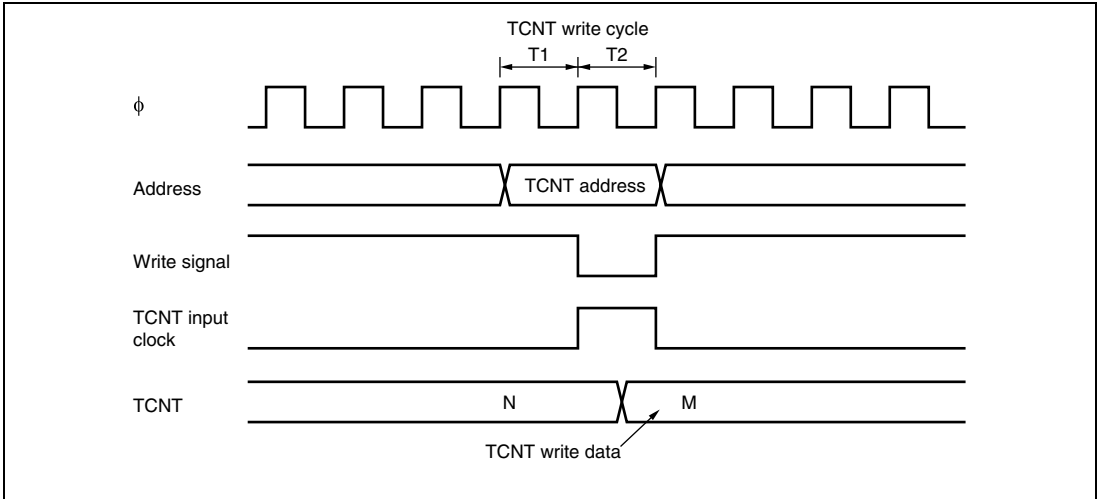 TCNT write cycle
T1 T2
ϕ
Address
TCNT address
Write signal
TCNT input
clock
TCNT
N M
TCNT write data